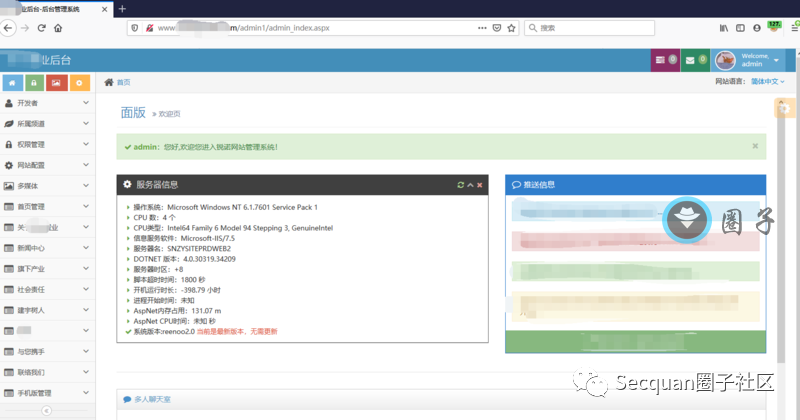 业后台-后台管理系统
www. m/admin1/admin_index.aspx
搜索
127.
业后台
0
0
Welcome,
admin
首页
网站语言: 简体中文
开发者
所属频道
权限管理
网站配置
多媒体
首页管理
业
新闻中心
旗下产业
社会责任
建宇树人
与您携手
联络我们
手机版管理
面版 » 欢迎页
admin: 您好,欢迎您进入锐诺网站管理系统!
服务器信息
操作系统: Microsoft Windows NT 6.1.7601 Service Pack 1
CPU 数: 4 个
CPU类型: Intel64 Family 6 Model 94 Stepping 3, GenuineIntel
信息服务软件: Microsoft-IIS/7.5
服务器名: SNZYSITEPRDWEB2
DOTNET 版本: 4.0.30319.34209
服务器时区: +8
脚本超时时间: 1800 秒
开机运行时长: -398.79 小时
进程开始时间: 未知
AspNet内存占用: 131.07 m
AspNet CPU时间: 未知 秒
系统版本:reenoo2.0 当前是最新版本、无需更新
推送信息
圈子
多人聊天室
Secquan圈子社区